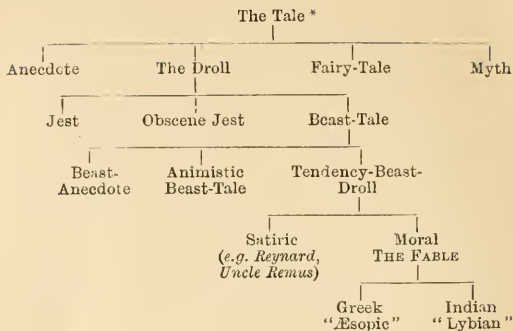 The Tale *
Anecdote The Droll Fairy-Tale Myth
Jest Obscene Jest Beast-Tale
Beast- Animistic Tendency-Beast-
Anecdote Beast-Tale Droll
Satiric Moral
(e.g. Reynard, THE FABLE
Uncle Remus)
Greek Indian
"Æsopic" "Lybian"